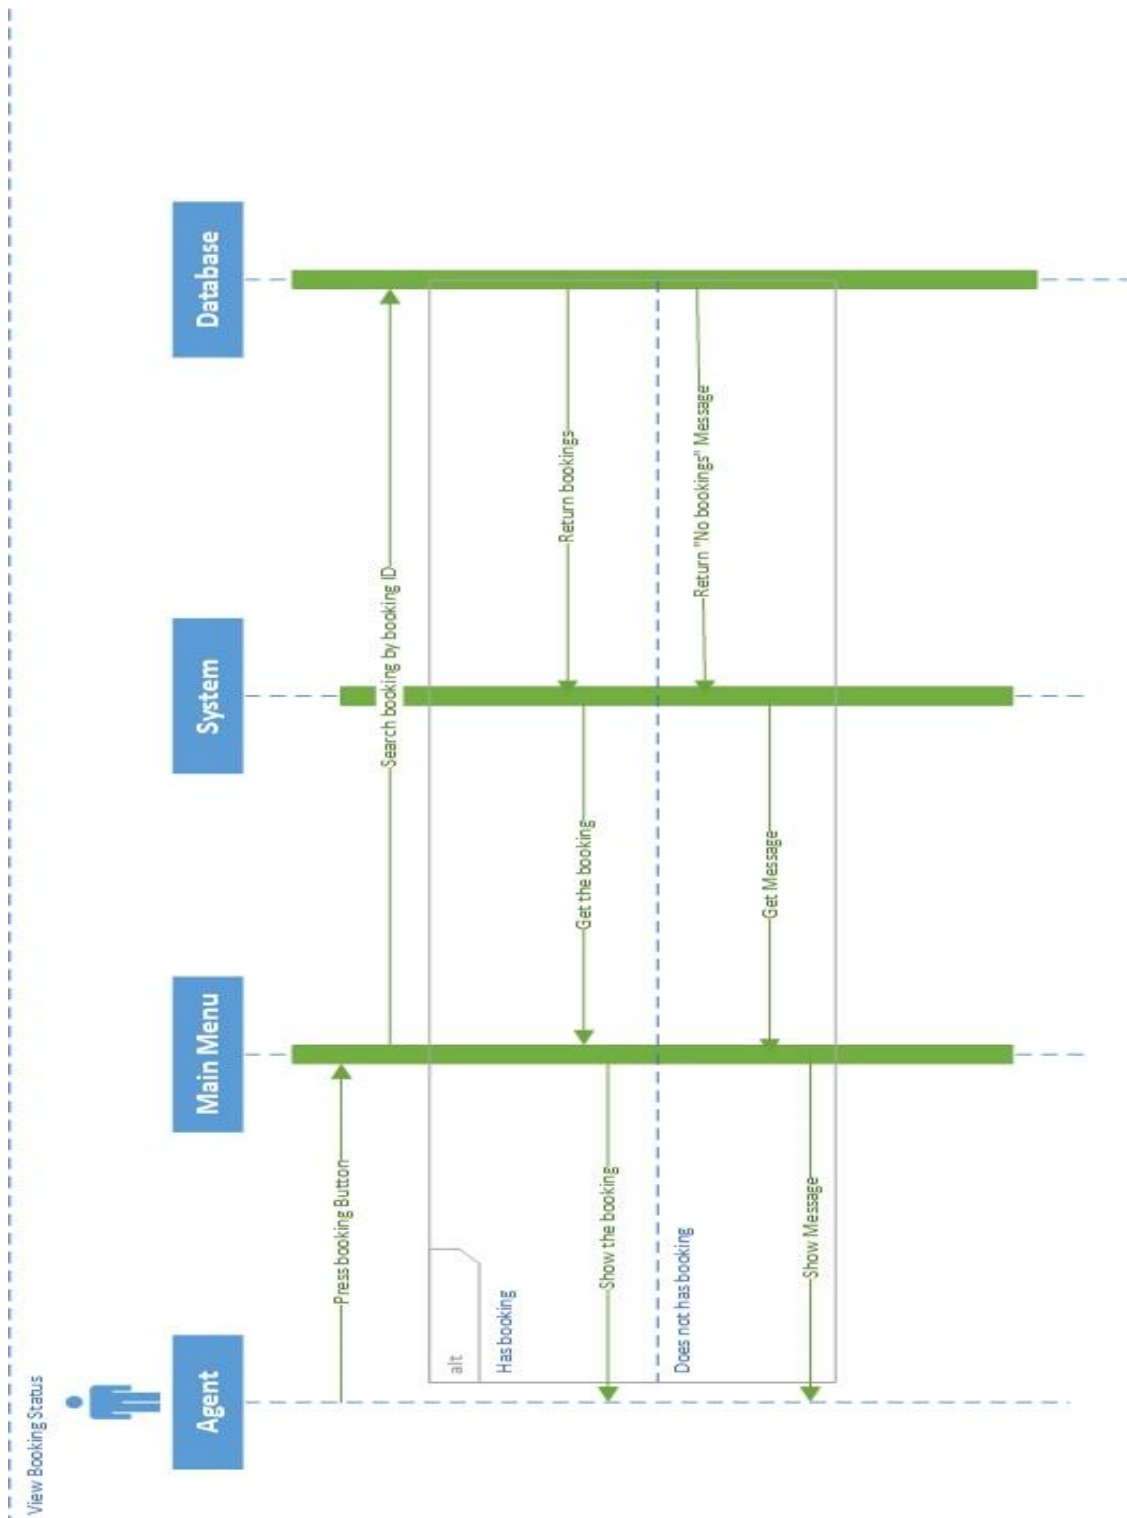 View Booking Status
Agent
Main Menu
System
Database
Press booking Button
Search booking by booking ID
alt
Has booking
Return bookings
Get the booking
Show the booking
Does not has booking
Return "No bookings" Message
Get Message
Show Message